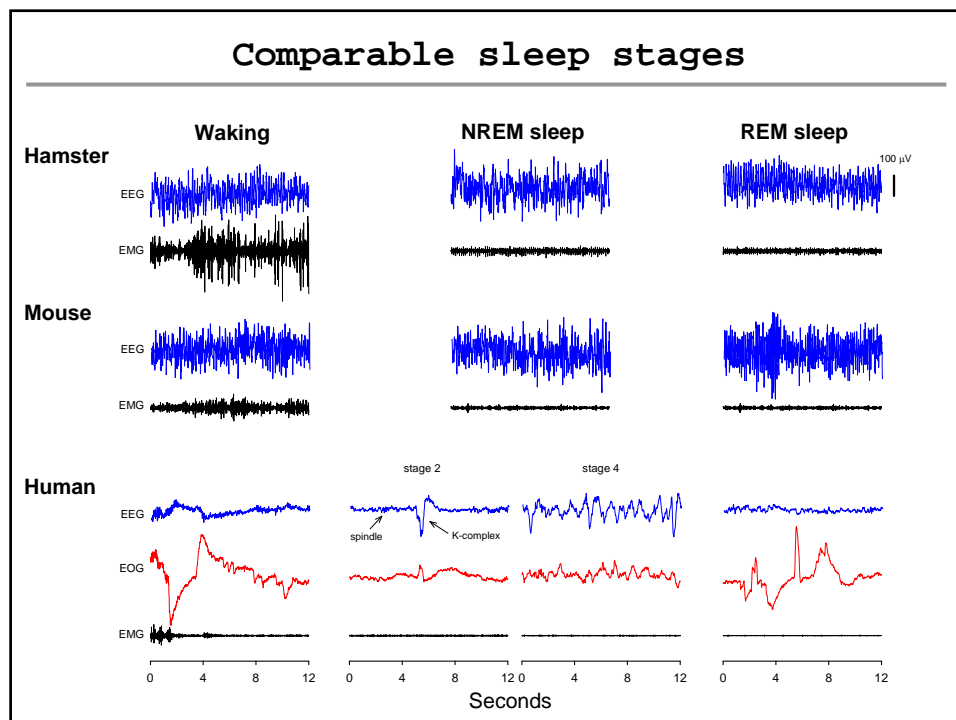 Comparable sleep stages
Waking NREM sleep REM sleep
Hamster
100 µV
EEG
EMG
Mouse
EEG
EMG
stage 2 stage 4
Human
EEG
spindle K-complex
EOG
EMG
0 4 8 12 0 4 8 12 0 4 8 12 0 4 8 12
Seconds